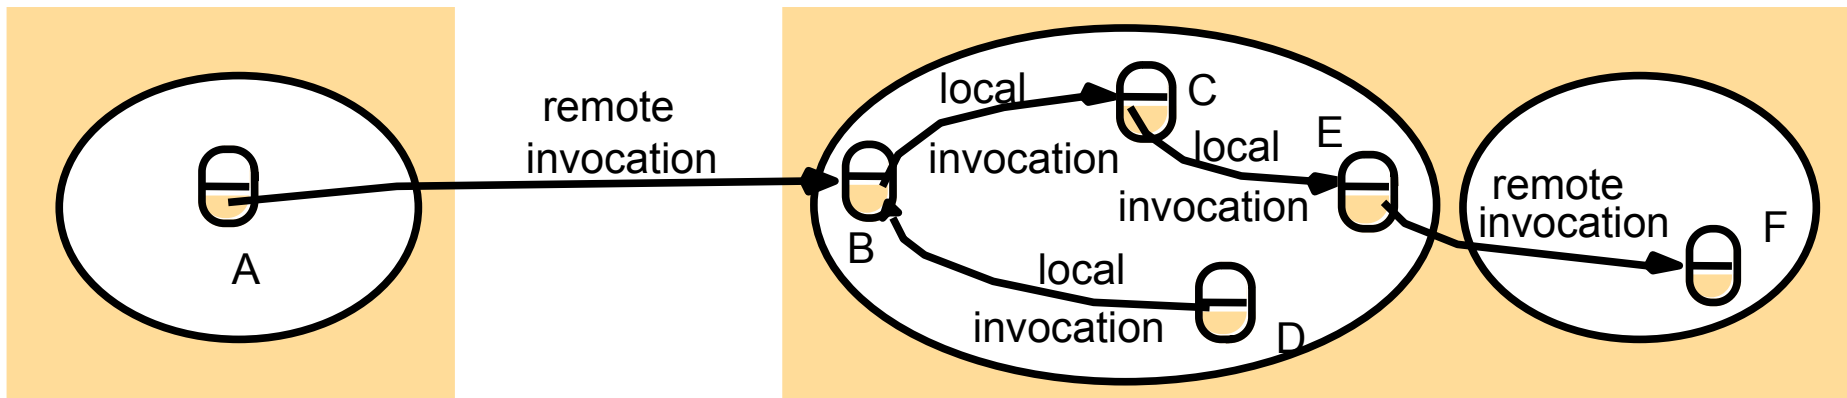 remote
invocation
A
B
local
invocation
C
local
invocation
E
local
invocation
D
remote
invocation
F